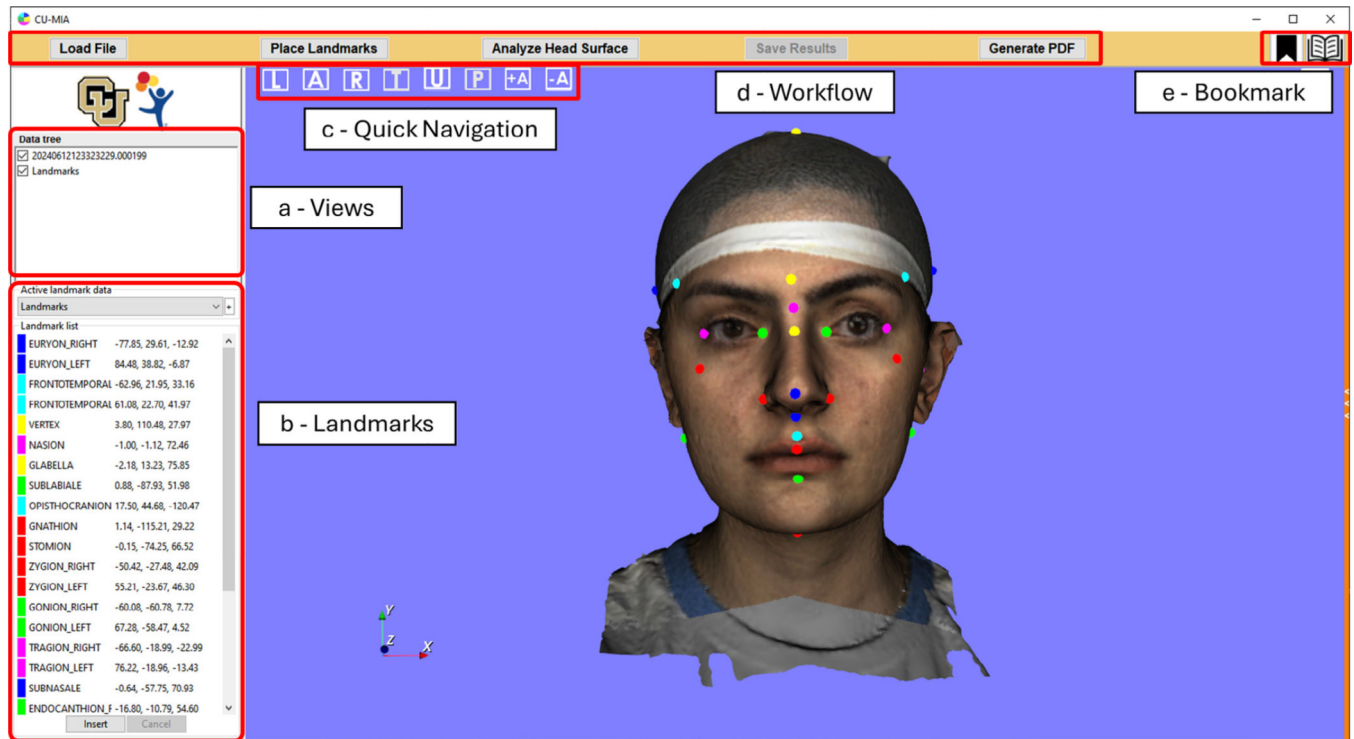 CU-MIA
Load File
Place Landmarks
Analyze Head Surface
Save Results
Generate PDF
L A R T U P +A -A
d - Workflow
e - Bookmark
c - Quick Navigation
CU
Data tree
20240612123323229.000199
Landmarks
a - Views
Active landmark data
Landmarks
+
Landmark list
EURYON_RIGHT -77.85, 29.61, -12.92
EURYON_LEFT 84.48, 38.82, -6.87
FRONTOTEMPORAL -62.96, 21.95, 33.16
FRONTOTEMPORAL 61.08, 22.70, 41.97
VERTEX 3.80, 110.48, 27.97
b - Landmarks
NASION -1.00, -1.12, 72.46
GLABELLA -2.18, 13.23, 75.85
SUBLABIALE 0.88, -87.93, 51.98
OPISTHOCRANION 17.50, 44.68, -120.47
GNATHION 1.14, -115.21, 29.22
STOMION -0.15, -74.25, 66.52
ZYGION_RIGHT -50.42, -27.48, 42.09
ZYGION_LEFT 55.21, -23.67, 46.30
GONION_RIGHT -60.08, -60.78, 7.72
GONION_LEFT 67.28, -58.47, 4.52
TRAGION_RIGHT -66.60, -18.99, -22.99
TRAGION_LEFT 76.22, -18.96, -13.43
SUBNASALE -0.64, -57.75, 70.93
ENDOCANTHION_F -16.80, -10.79, 54.60
Insert
Cancel
Y
Z
X